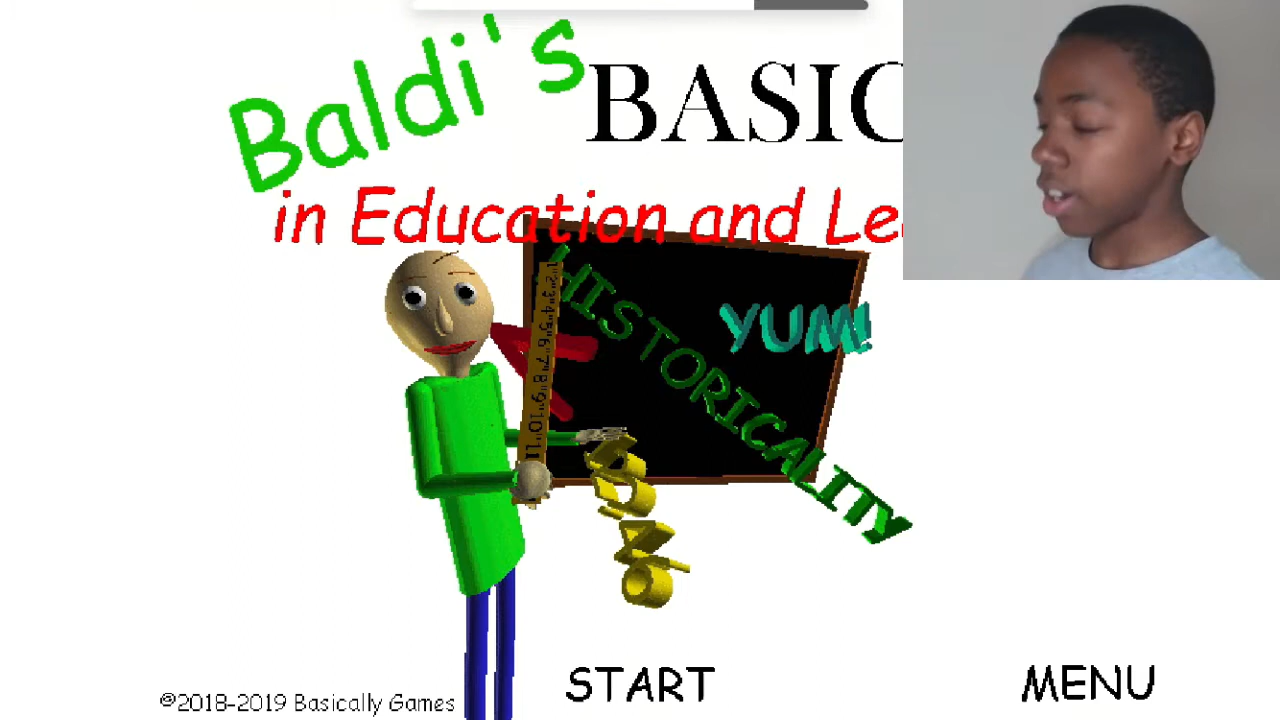 Baldi's
BASIC
in Education and Le
HISTORICALITY
YUM!
START
MENU
©2018-2019 Basically Games